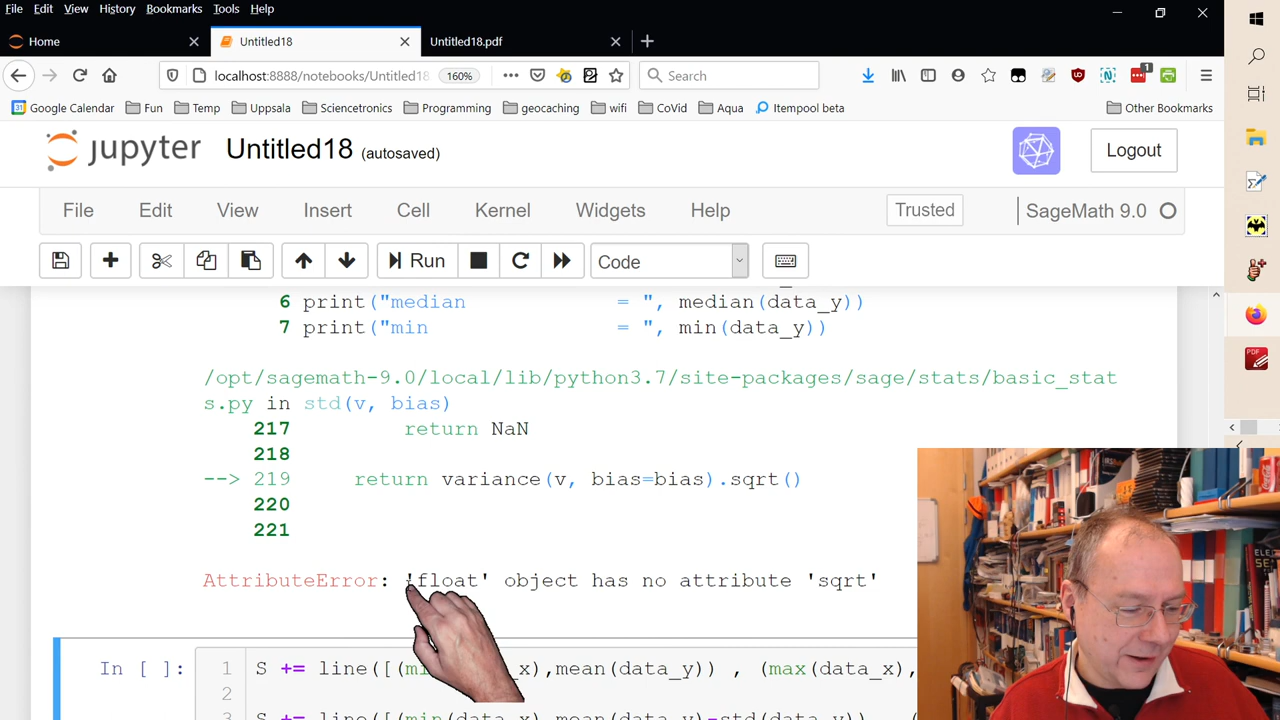 File Edit View History Bookmarks Tools Help
Home Untitled18 Untitled18.pdf
localhost:8888/notebooks/Untitled18 160% Search
Google Calendar Fun Temp Uppsala Scienectronics Programming geocaching wifi CoVid Aqua Itempool beta Other Bookmarks
jupyter Untitled18 (autosaved) Logout
File Edit View Insert Cell Kernel Widgets Help Trusted SageMath 9.0
Run Code
6 print("median = ", median(data_y))
7 print("min = ", min(data_y))
/opt/sagemath-9.0/local/lib/python3.7/site-packages/sage/stats/basic_stat
s.py in std(v, bias)
217 return NaN
218
--> 219 return variance(v, bias=bias).sqrt()
220
221
AttributeError: 'float' object has no attribute 'sqrt'
In [ ]: 1 S += line([(mi x),mean(data_y)) , (max(data_x),
2
3